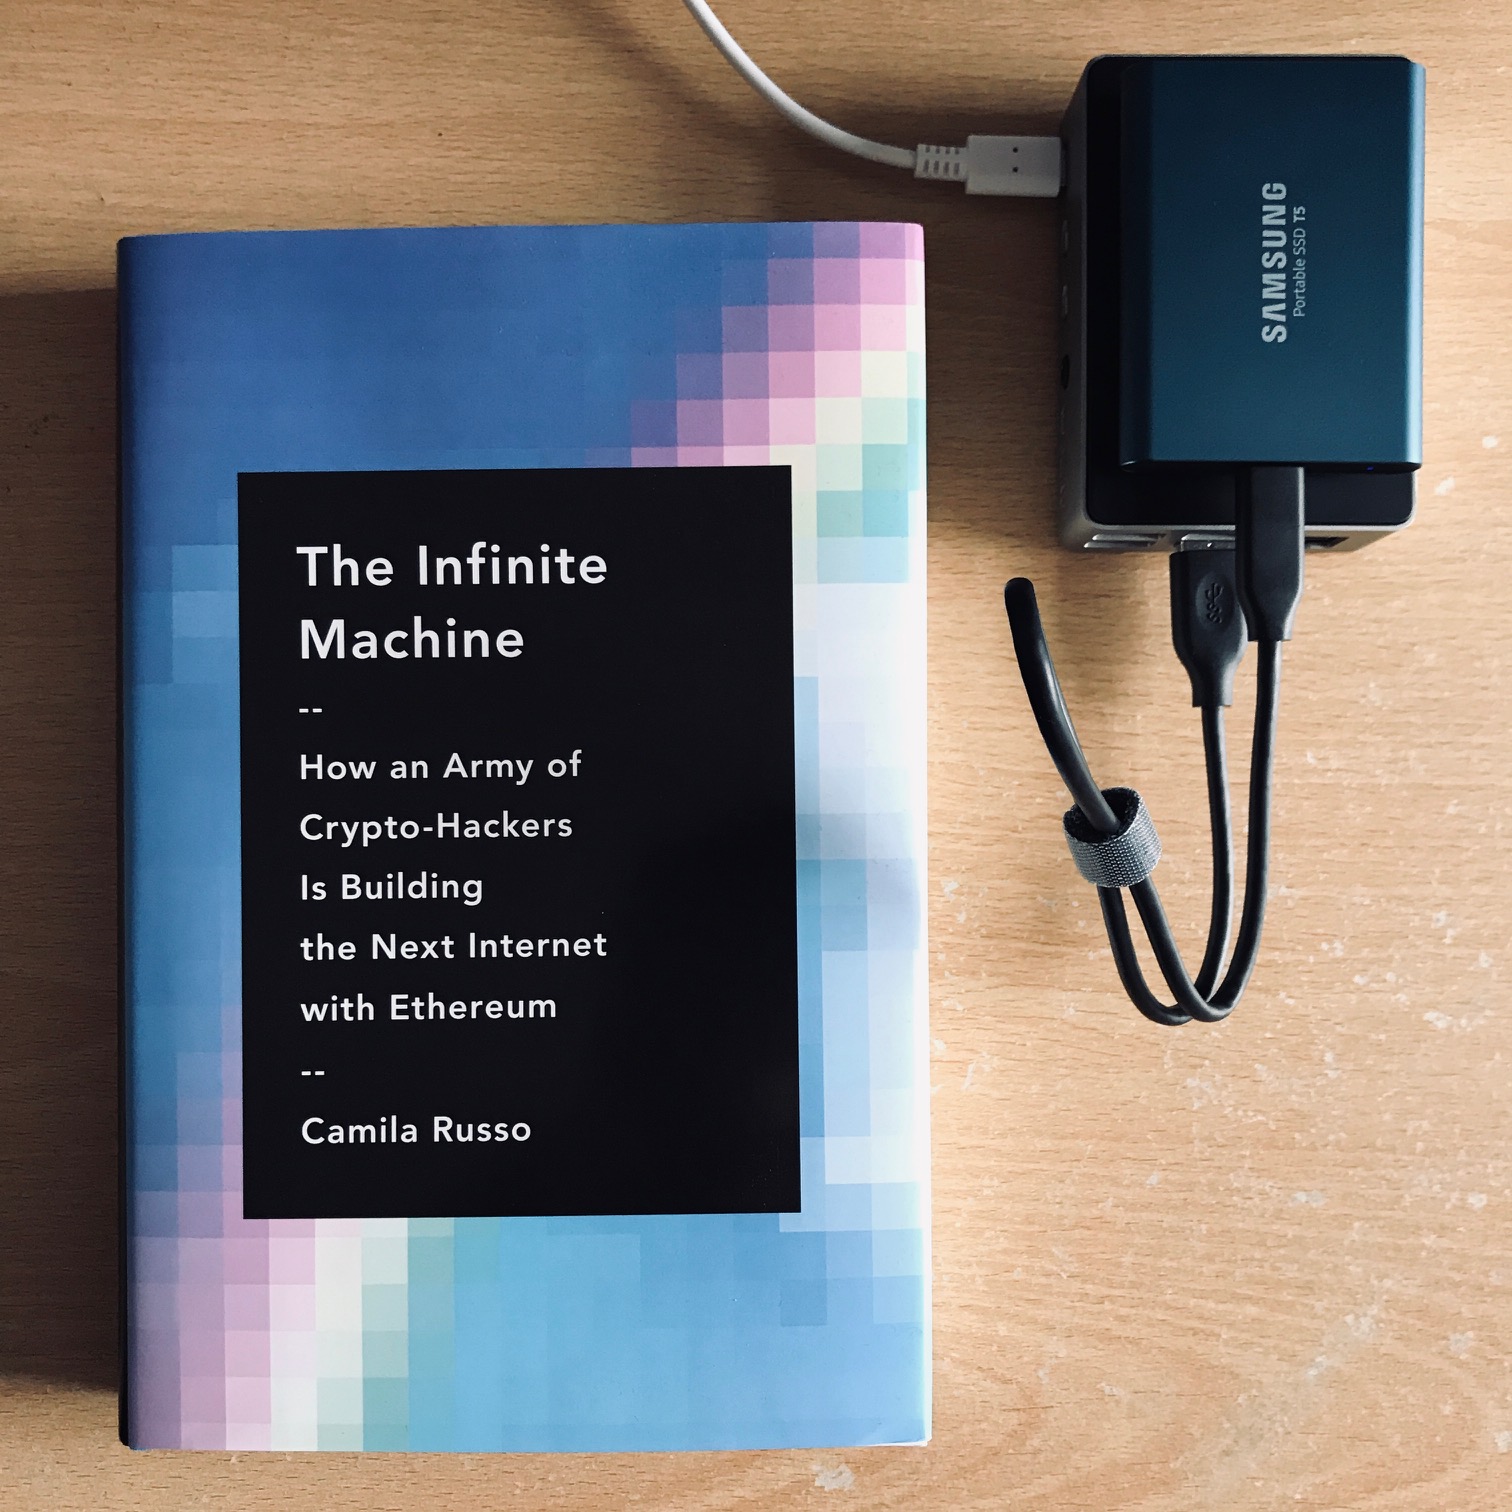 The Infinite
Machine
--
How an Army of
Crypto-Hackers
Is Building
the Next Internet
with Ethereum
--
Camila Russo
SAMSUNG
Portable SSD T5